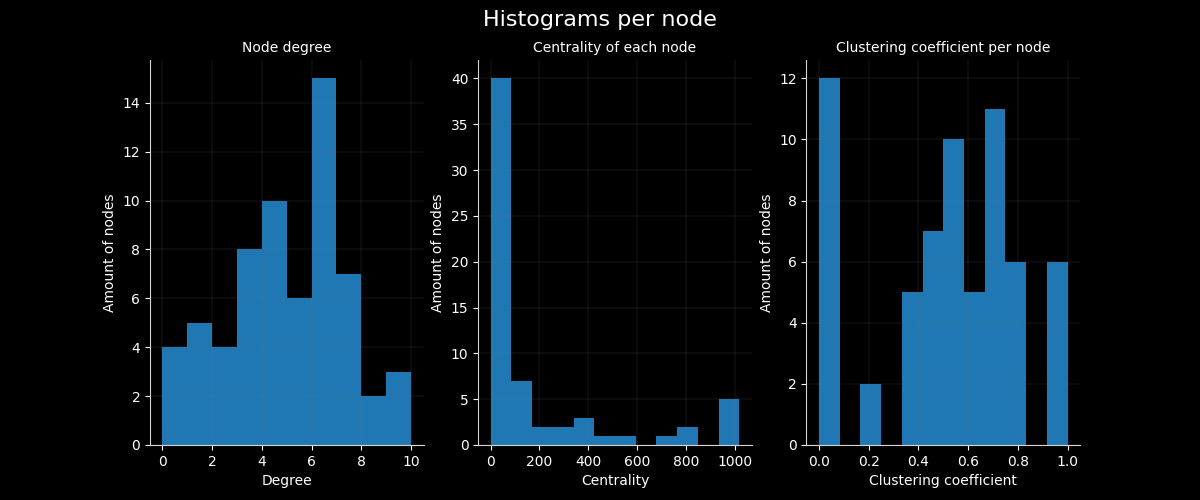 Histograms per node
Node degree
Centrality of each node
Clustering coefficient per node
Amount of nodes
14
12
10
8
6
4
2
0
0 2 4 6 8 10
Degree
Amount of nodes
40
35
30
25
20
15
10
5
0
0 200 400 600 800 1000
Centrality
Amount of nodes
12
10
8
6
4
2
0
0.0 0.2 0.4 0.6 0.8 1.0
Clustering coefficient